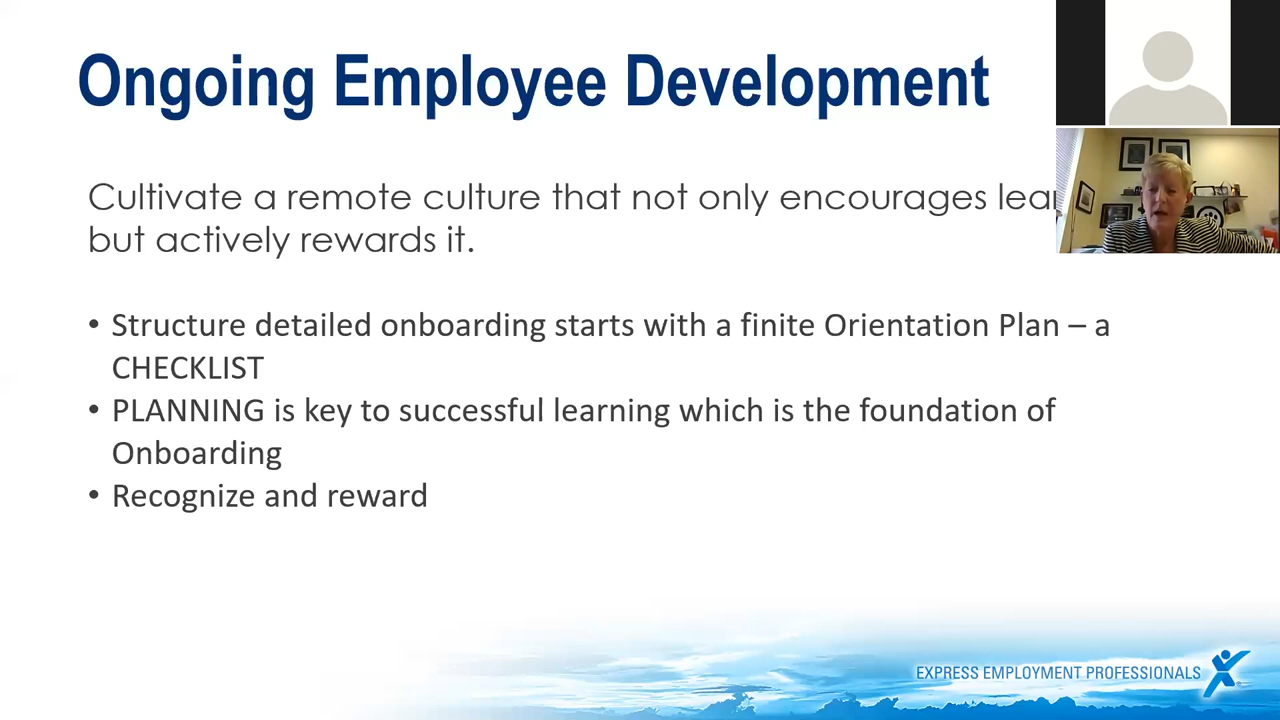 Ongoing Employee Development
Cultivate a remote culture that not only encourages
but actively rewards it.
• Structure detailed onboarding starts with a finite Orientation Plan – a
CHECKLIST
• PLANNING is key to successful learning which is the foundation of
Onboarding
• Recognize and reward
EXPRESS EMPLOYMENT PROFESSIONALS